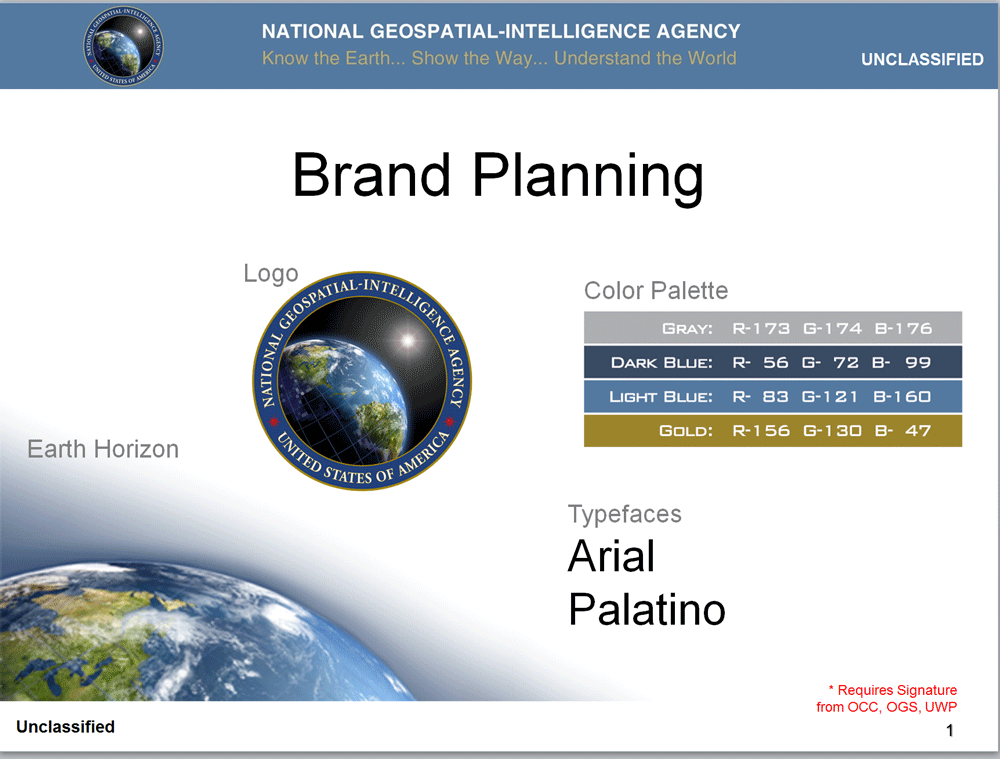 NATIONAL GEOSPATIAL-INTELLIGENCE AGENCY
UNITED STATES OF AMERICA
NATIONAL GEOSPATIAL-INTELLIGENCE AGENCY
Know the Earth... Show the Way... Understand the World
UNCLASSIFIED
Brand Planning
Logo
NATIONAL GEOSPATIAL-INTELLIGENCE AGENCY
UNITED STATES OF AMERICA
Color Palette
GRAY: R-173 G-174 B-176
DARK BLUE: R- 56 G- 72 B- 99
LIGHT BLUE: R- 83 G-121 B-160
GOLD: R-156 G-130 B- 47
Earth Horizon
Typefaces
Arial
Palatino
* Requires Signature
from OCC, OGS, UWP
Unclassified
1